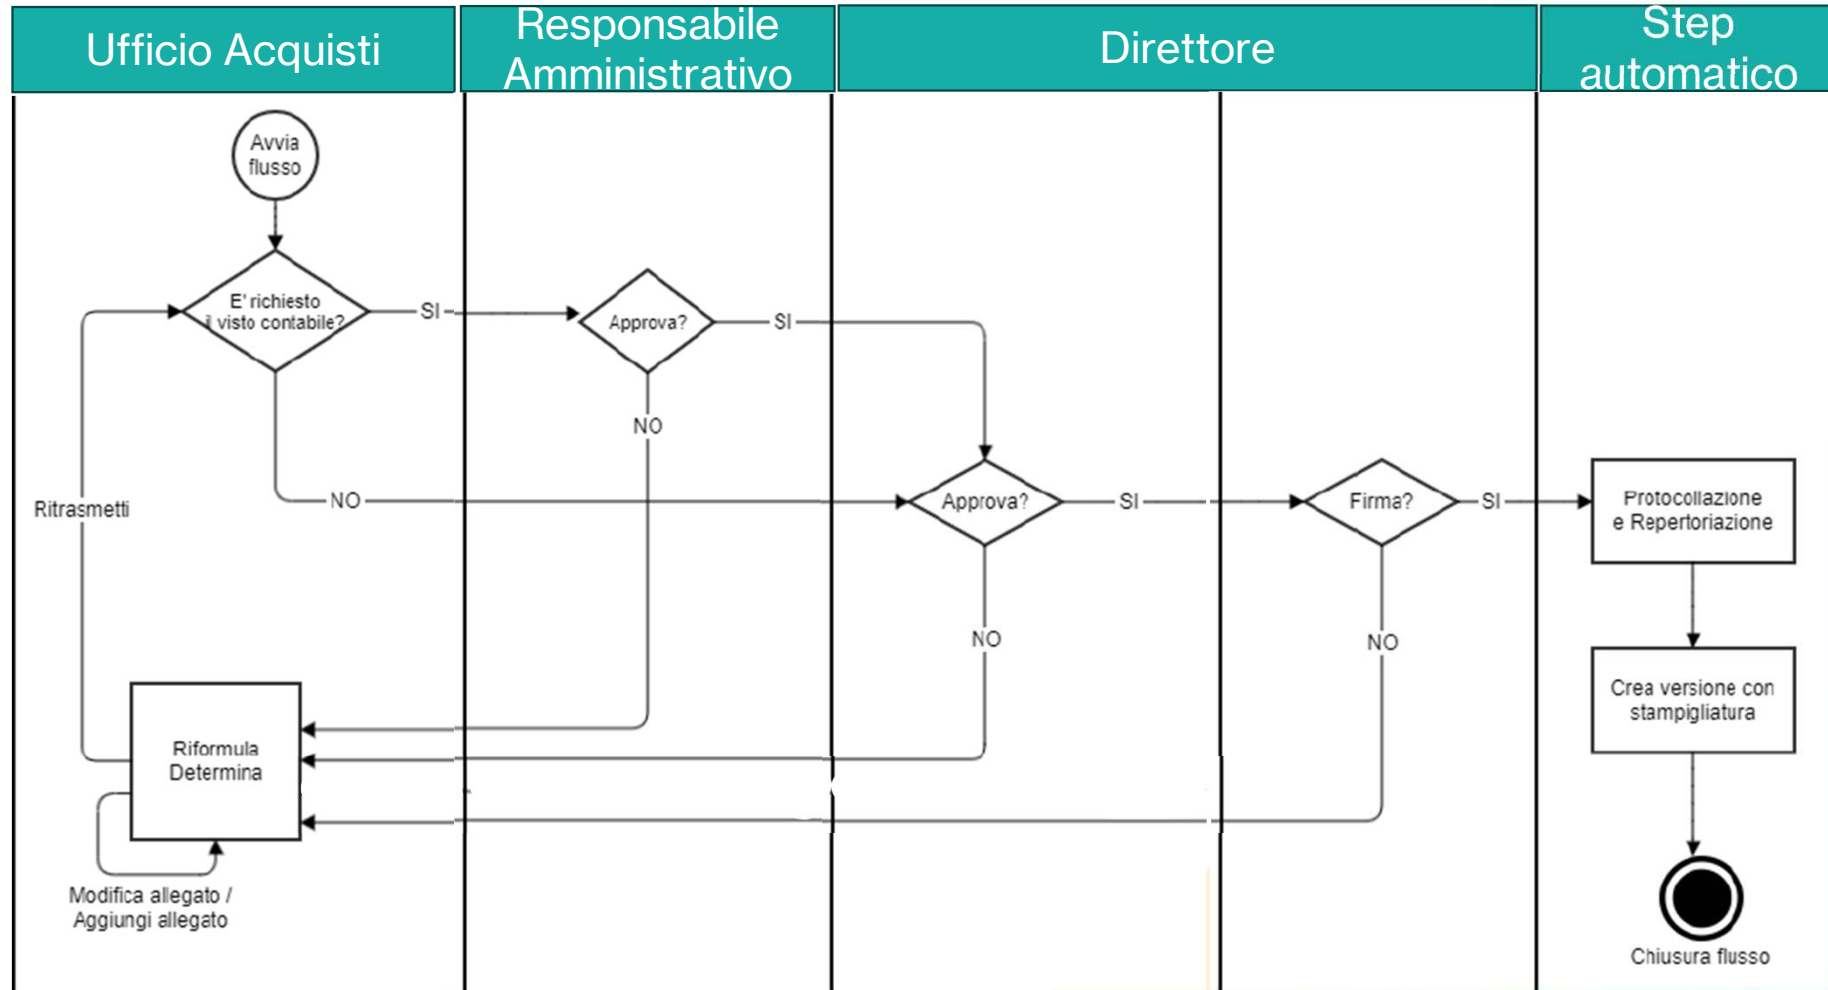 Ufficio Acquisti
Responsabile
Amministrativo
Direttore
Step
automatico
Avvia
flusso
E' richiesto
il visto contabile?
SI
Approva?
SI
NO
NO
Ritrasmetti
Approva?
SI
Firma?
SI
Protocollazione
e Repertoriazione
NO
NO
Crea versione con
stampigliatura
Riformula
Determina
Modifica allegato /
Aggiungi allegato
Chiusura flusso